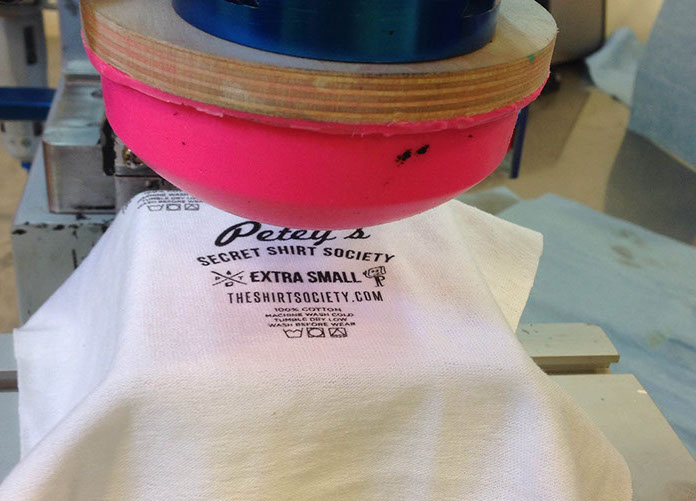 Petey's
SECRET SHIRT SOCIETY
EXTRA SMALL
THESHIRTSOCIETY.COM
100% COTTON
MACHINE WASH COLD
TUMBLE DRY LOW
WASH BEFORE WEAR